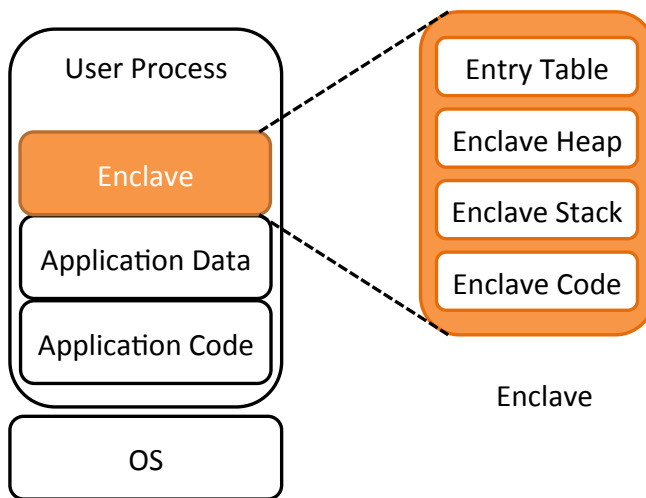 User Process
Enclave
Application Data
Application Code
OS
Entry Table
Enclave Heap
Enclave Stack
Enclave Code
Enclave